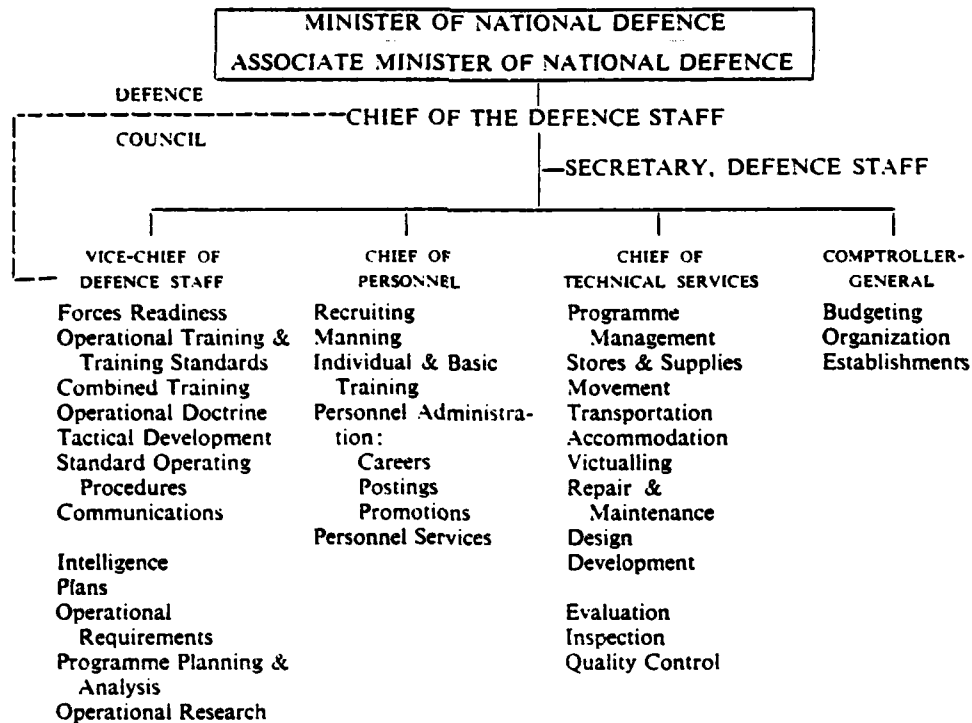 MINISTER OF NATIONAL DEFENCE
ASSOCIATE MINISTER OF NATIONAL DEFENCE
DEFENCE
CHIEF OF THE DEFENCE STAFF
COUNCIL
SECRETARY, DEFENCE STAFF
VICE-CHIEF OF
DEFENCE STAFF
Forces Readiness
Operational Training &
Training Standards
Combined Training
Operational Doctrine
Tactical Development
Standard Operating
Procedures
Communications
Intelligence
Plans
Operational
Requirements
Programme Planning &
Analysis
Operational Research
CHIEF OF
PERSONNEL
Recruiting
Manning
Individual & Basic
Training
Personnel Administra-
tion:
Careers
Postings
Promotions
Personnel Services
CHIEF OF
TECHNICAL SERVICES
Programme
Management
Stores & Supplies
Movement
Transportation
Accommodation
Victualling
Repair &
Maintenance
Design
Development
Evaluation
Inspection
Quality Control
COMPTROLLER-
GENERAL
Budgeting
Organization
Establishments